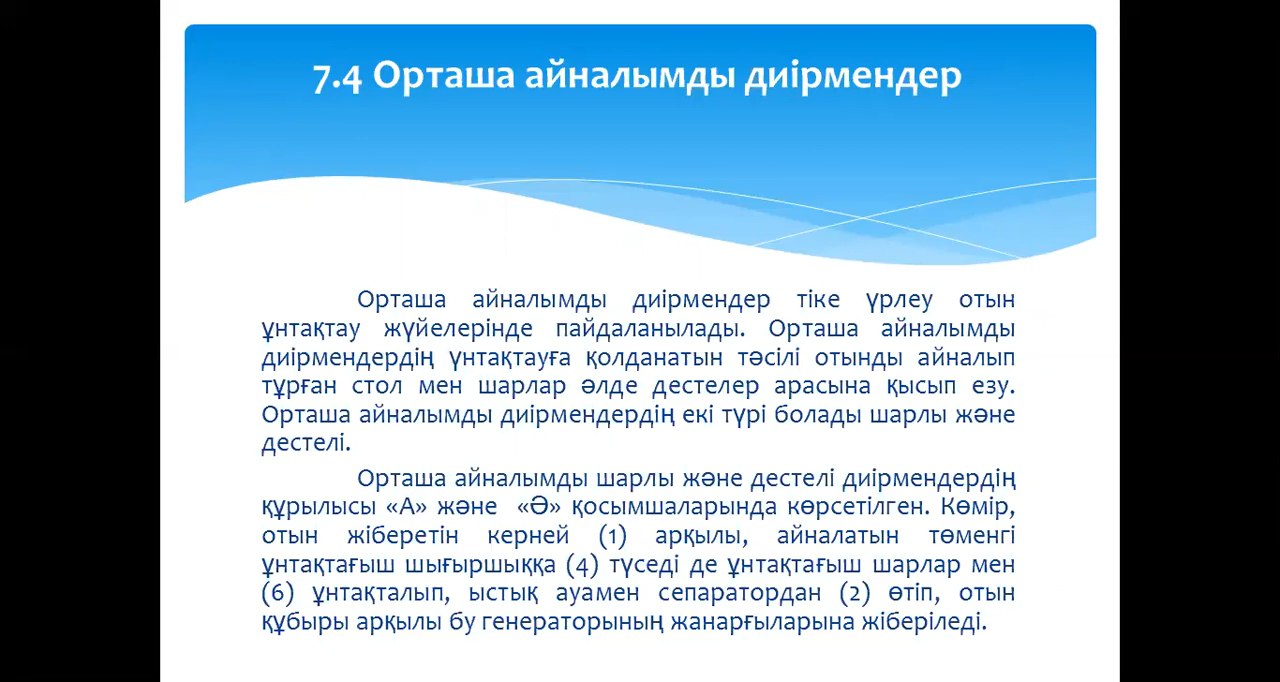 7.4 Орташа айналымды диірмендер
Орташа айналымды диірмендер тіке үрлеу отын
ұнтақтау жүйелерінде пайдаланылады. Орташа айналымды
диірмендердің үнтақтауға қолданатын тәсілі отынды айналып
тұрған стол мен шарлар әлде дестелер арасына қысып езу.
Орташа айналымды диірмендердің екі түрі болады шарлы және
дестелі.
Орташа айналымды шарлы және дестелі диірмендердің
құрылысы «А» және «Ә» қосымшаларында көрсетілген. Көмір,
отын жіберетін керней (1) арқылы, айналатын төменгі
ұнтақтағыш шығыршыққа (4) түседі де ұнтақтағыш шарлар мен
(6) ұнтақталып, ыстық ауамен сепаратордан (2) өтіп, отын
құбыры арқылы бу генераторының жанарғыларына жіберіледі.